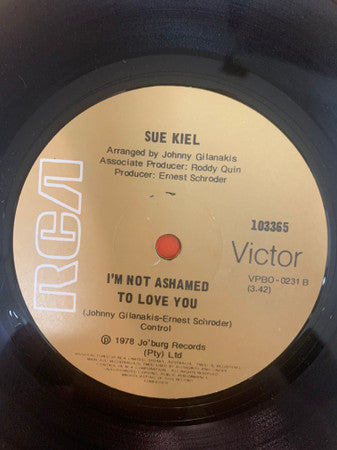 SUE KIEL
Arranged by Johnny Gilanakis
Associate Producer: Roddy Quin
Producer: Ernest Schroder
RCA
103365
Victor
VPBO-0231 B
(3.42)
I'M NOT ASHAMED
TO LOVE YOU
(Johnny Gilanakis-Ernest Schroder)
Control
℗ 1978 Jo'burg Records
(Pty) Ltd